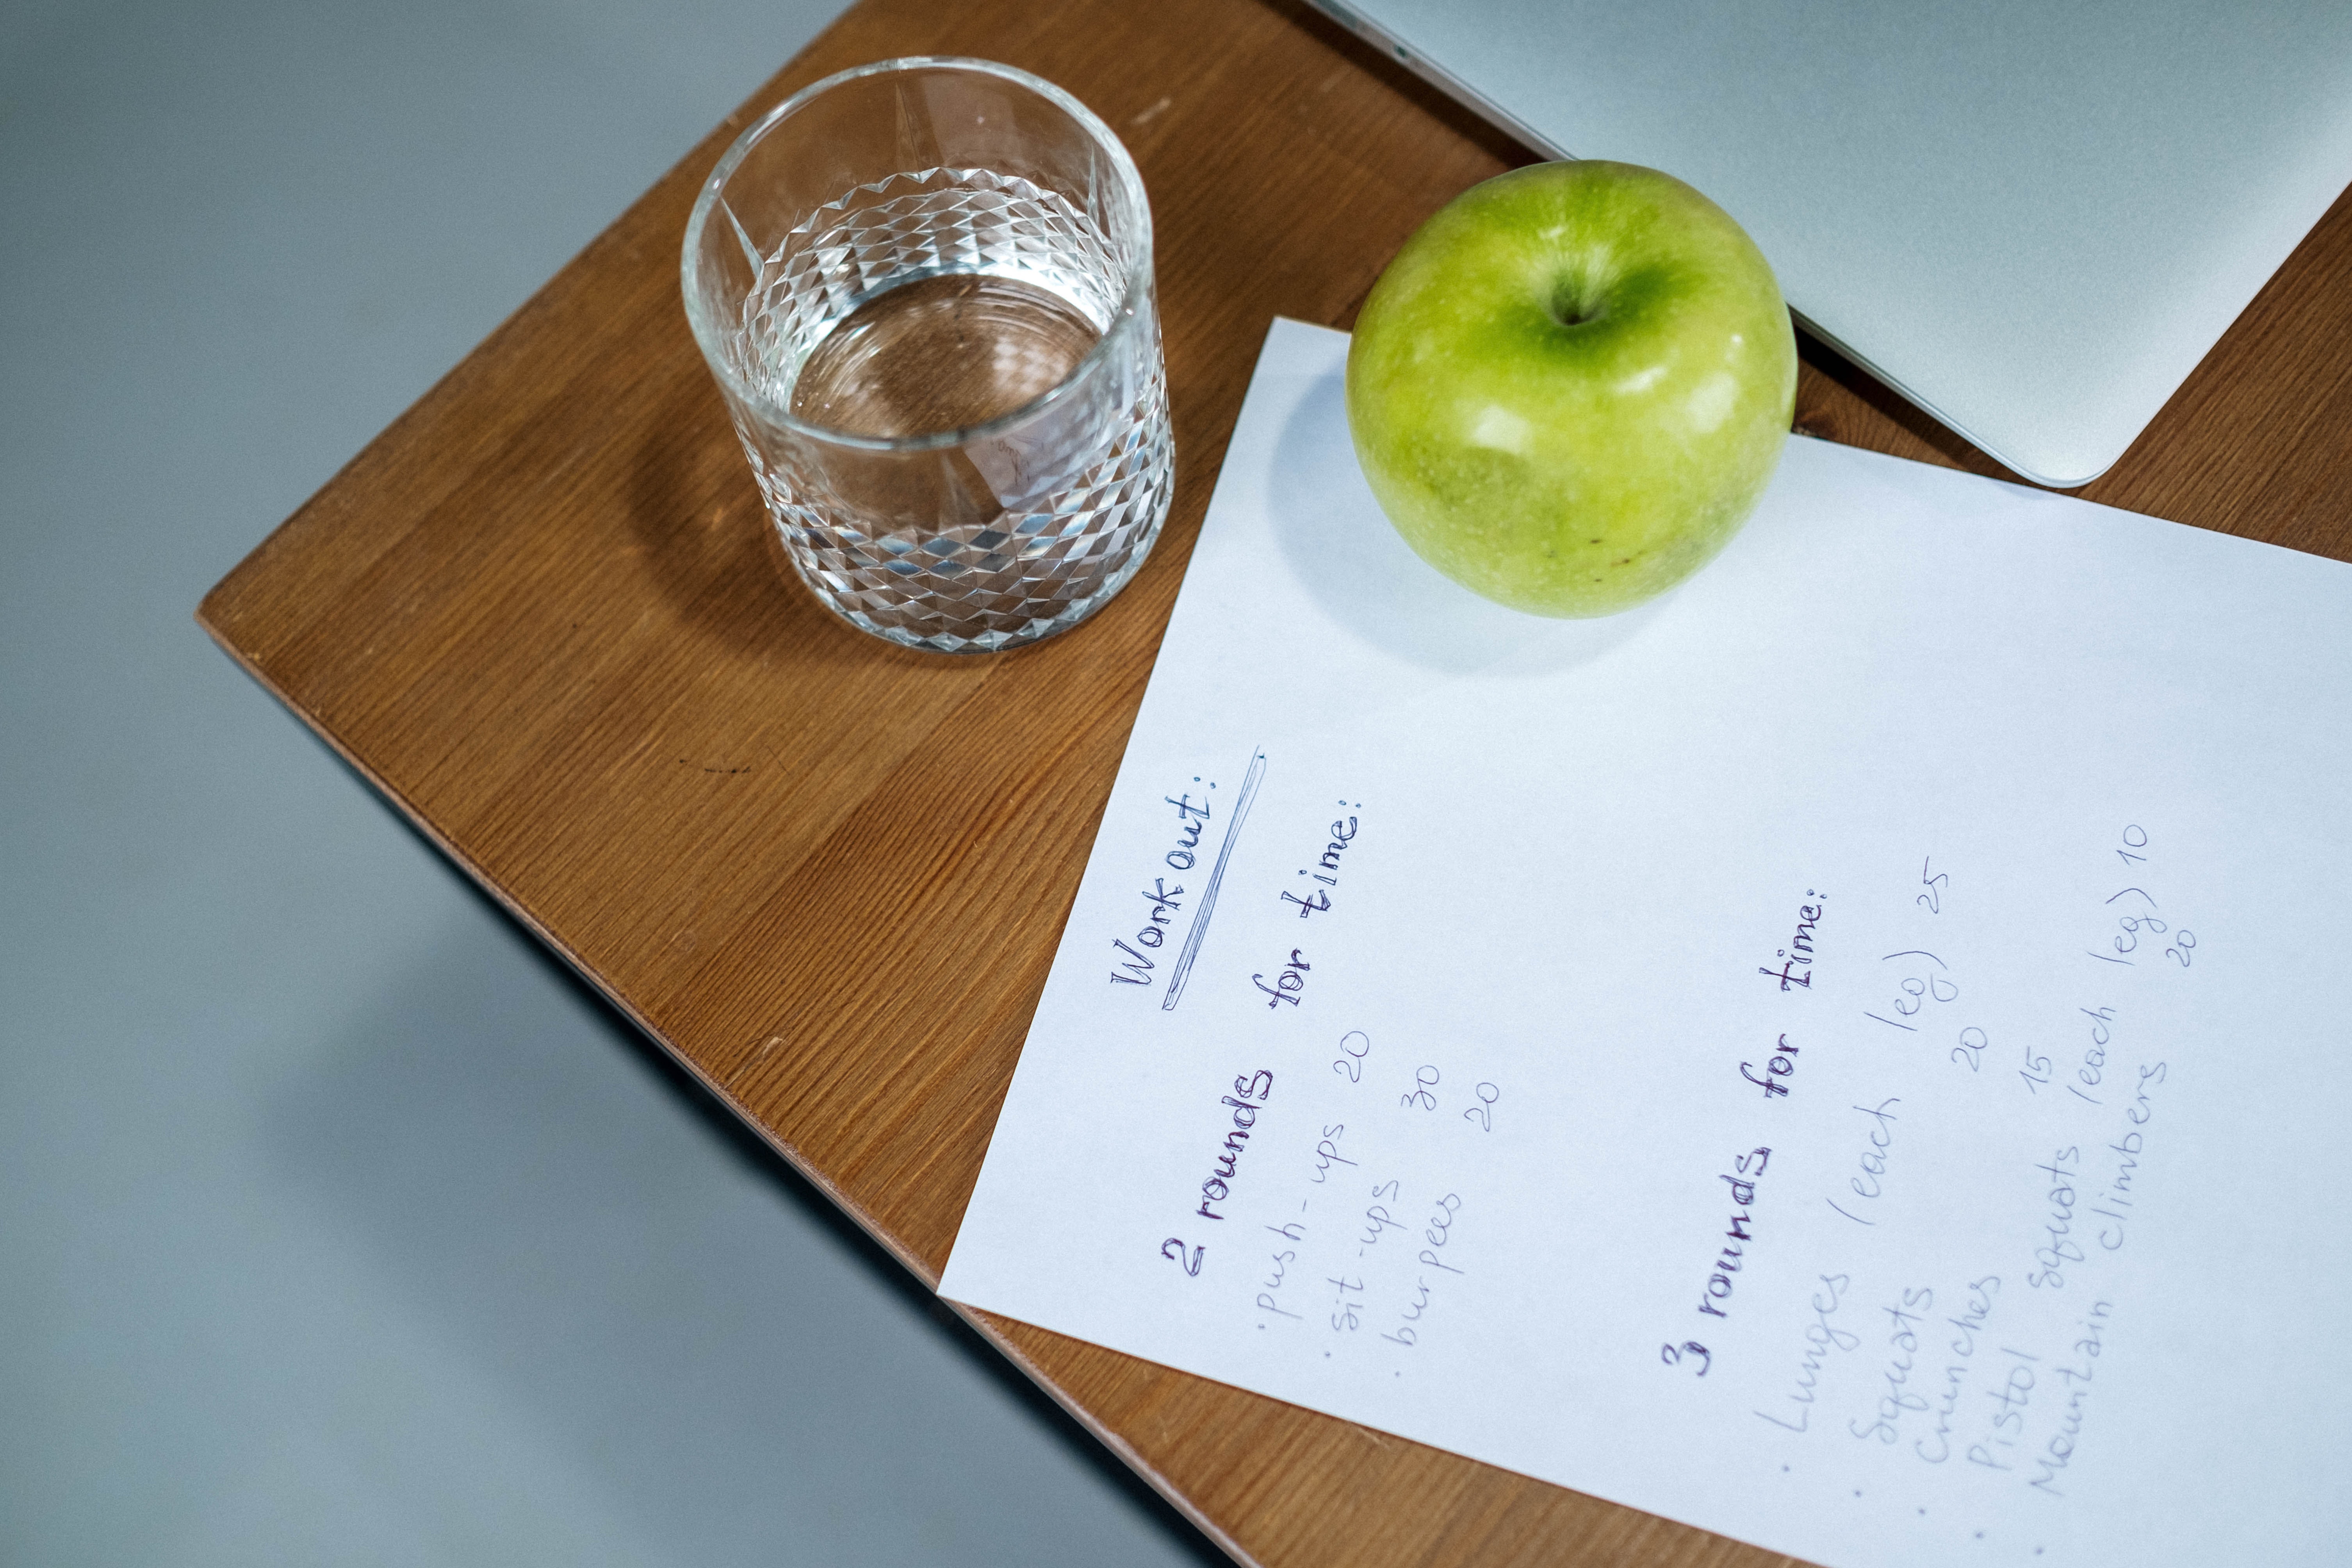 Workout:
2 rounds for time:
· push-ups 20
· sit-ups 30
· burpees 20
3 rounds for time:
· Lunges (each leg) 25
· Squats 20
· Crunches 15
· Pistol squats (each leg) 10
· Mountain climbers 20